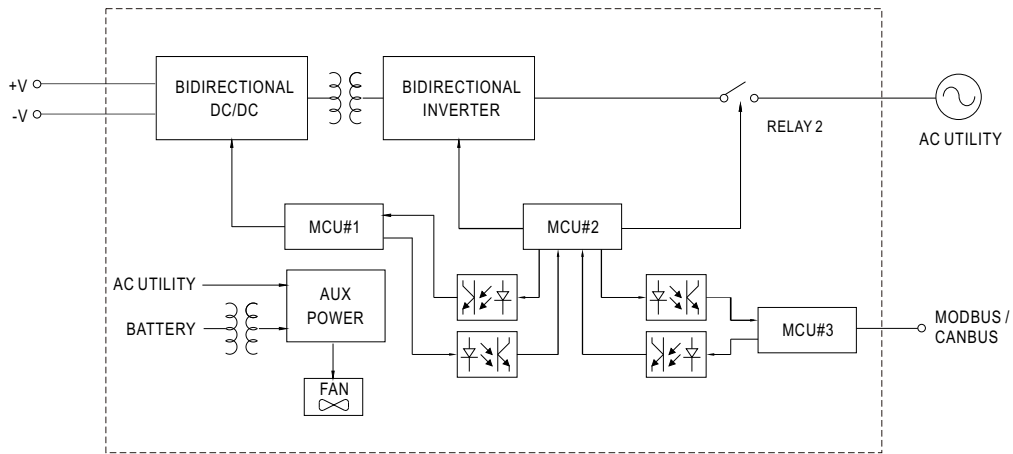 +V
-V
BIDIRECTIONAL
DC/DC
BIDIRECTIONAL
INVERTER
RELAY 2
AC UTILITY
MCU#1
MCU#2
AC UTILITY
BATTERY
AUX
POWER
FAN
MCU#3
MODBUS /
CANBUS